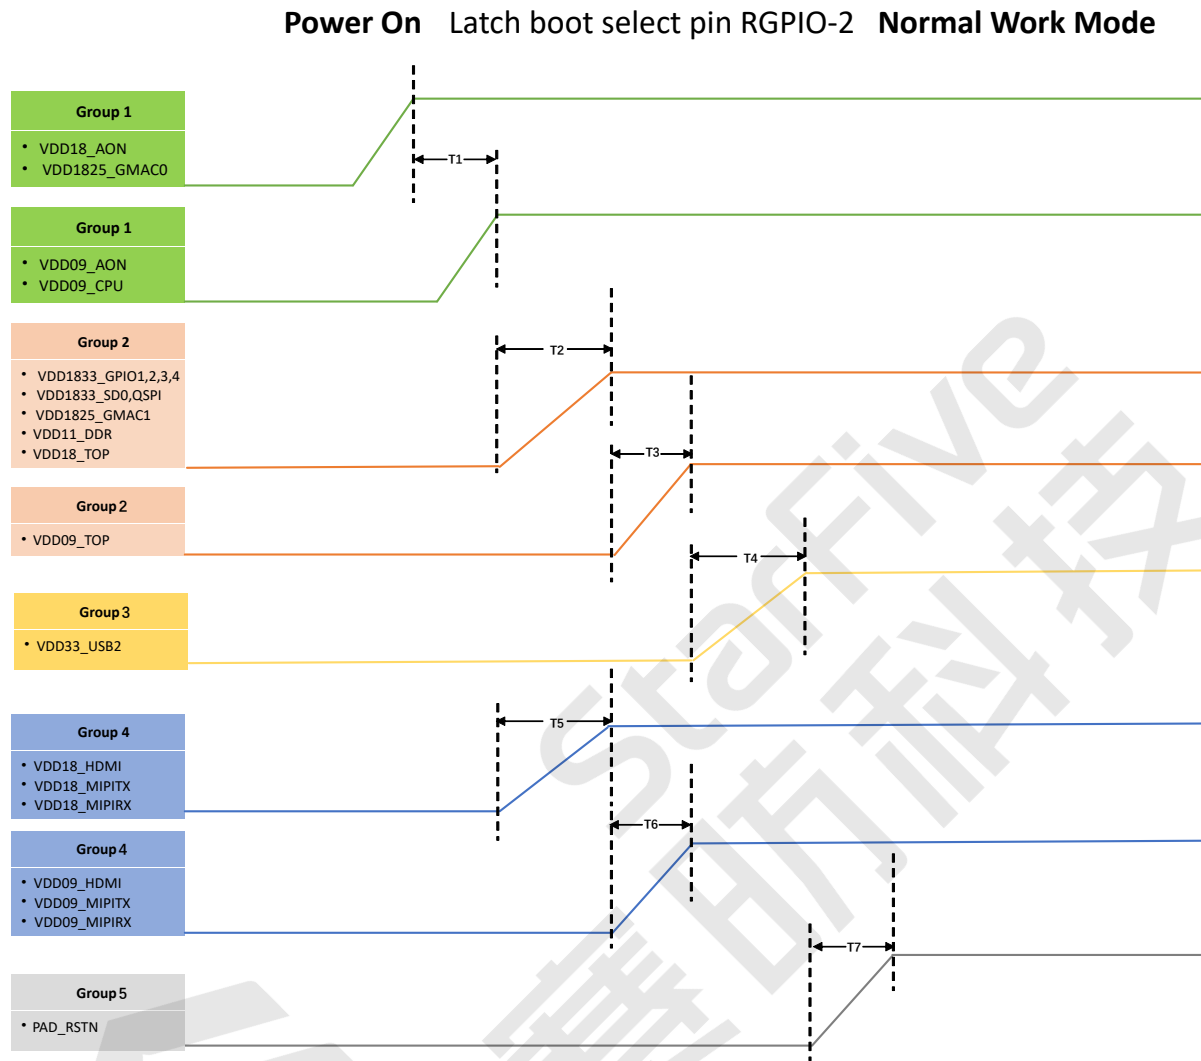 Power On Latch boot select pin RGPIO-2 Normal Work Mode
Group 1
• VDD18_AON
• VDD1825_GMAC0
T1
Group 1
• VDD09_AON
• VDD09_CPU
Group 2
• VDD1833_GPIO1,2,3,4
• VDD1833_SD0,QSPI
• VDD1825_GMAC1
• VDD11_DDR
• VDD18_TOP
T2
Group 2
• VDD09_TOP
T3
Group 3
• VDD33_USB2
T4
Group 4
• VDD18_HDMI
• VDD18_MIPITX
• VDD18_MIPIRX
T5
Group 4
• VDD09_HDMI
• VDD09_MIPITX
• VDD09_MIPIRX
T6
Group 5
• PAD_RSTN
T7
StarFive
赛昉科技